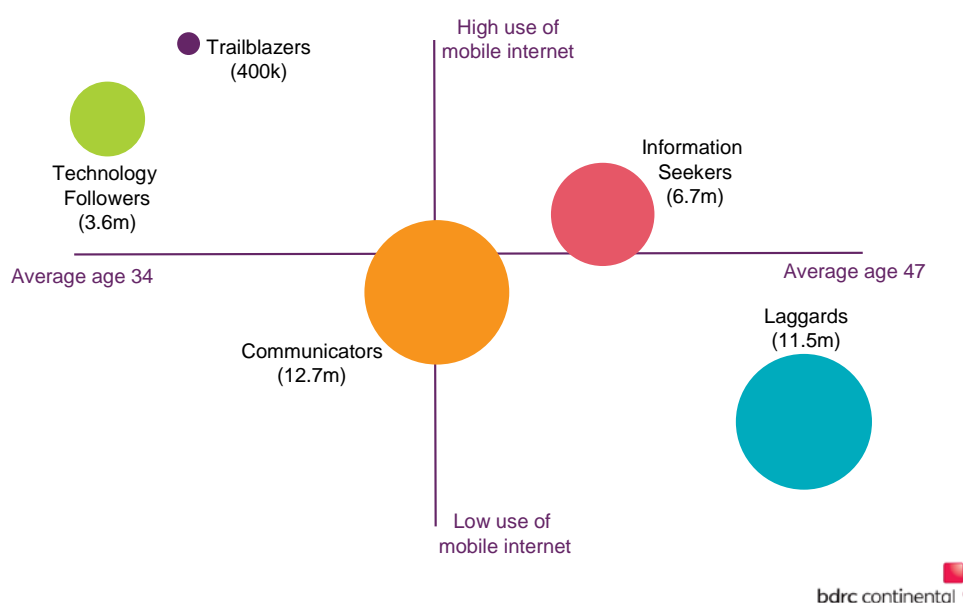 High use of
mobile internet
Trailblazers
(400k)
Technology
Followers
(3.6m)
Information
Seekers
(6.7m)
Average age 34
Average age 47
Communicators
(12.7m)
Laggards
(11.5m)
Low use of
mobile internet
bdrc continental